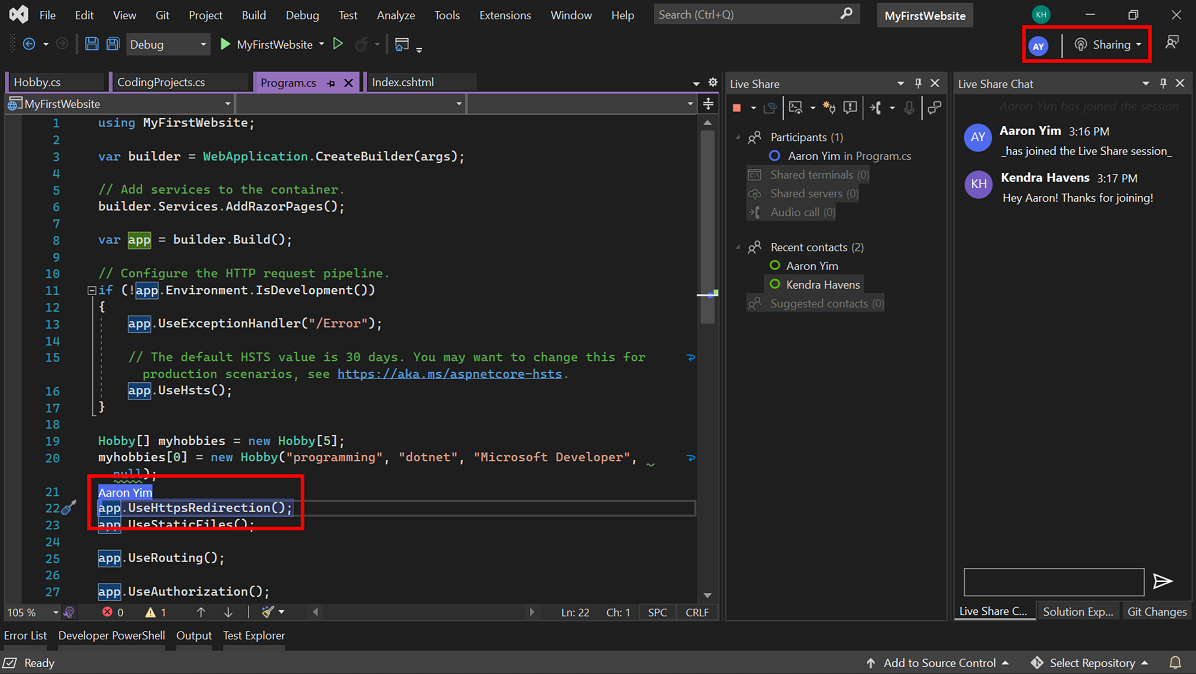 File Edit View Git Project Build Debug Test Analyze Tools Extensions Window Help Search (Ctrl+Q) MyFirstWebsite KH
Debug MyFirstWebsite AY Sharing
Hobby.cs CodingProjects.cs Program.cs Index.cshtml
MyFirstWebsite
1 using MyFirstWebsite;
2
3 var builder = WebApplication.CreateBuilder(args);
4
5 // Add services to the container.
6 builder.Services.AddRazorPages();
7
8 var app = builder.Build();
9
10 // Configure the HTTP request pipeline.
11 if (!app.Environment.IsDevelopment())
12 {
13 app.UseExceptionHandler("/Error");
14
15 // The default HSTS value is 30 days. You may want to change this for
production scenarios, see https://aka.ms/aspnetcore-hsts.
16 app.UseHsts();
17 }
18
19 Hobby[] myhobbies = new Hobby[5];
20 myhobbies[0] = new Hobby("programming", "dotnet", "Microsoft Developer",
null);
21 Aaron Yim
22 app.UseHttpsRedirection();
23 app.UseStaticFiles();
24
25 app.UseRouting();
26
27 app.UseAuthorization();
105 % 0 1 Ln: 22 Ch: 1 SPC CRLF
Live Share
Participants (1)
Aaron Yim in Program.cs
Shared terminals (0)
Shared servers (0)
Audio call (0)
Recent contacts (2)
Aaron Yim
Kendra Havens
Suggested contacts (0)
Live Share Chat
Aaron Yim has joined the session
AY Aaron Yim 3:16 PM
_has joined the Live Share session_
KH Kendra Havens 3:17 PM
Hey Aaron! Thanks for joining!
Live Share C... Solution Exp... Git Changes
Error List Developer PowerShell Output Test Explorer
Ready Add to Source Control Select Repository